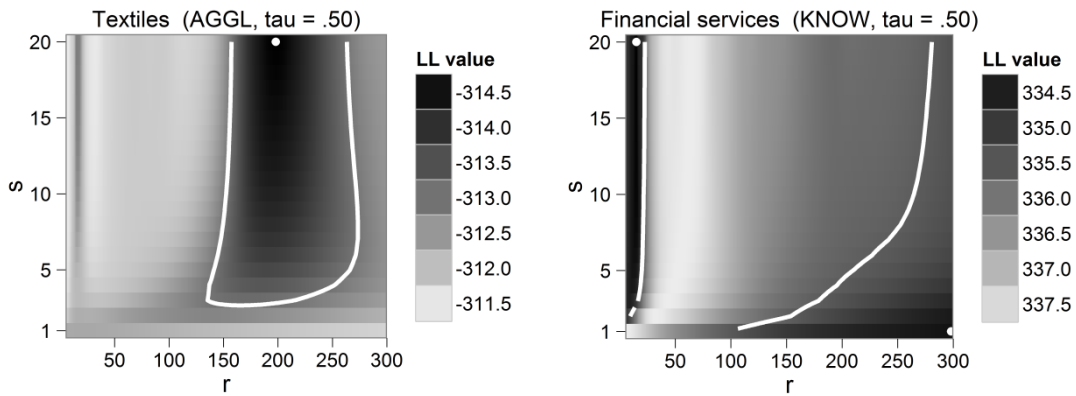 Textiles (AGGL, tau = .50)
20
15
10
5
1
s
50 100 150 200 250 300
r
LL value
-314.5
-314.0
-313.5
-313.0
-312.5
-312.0
-311.5
Financial services (KNOW, tau = .50)
20
15
10
5
1
s
50 100 150 200 250 300
r
LL value
334.5
335.0
335.5
336.0
336.5
337.0
337.5